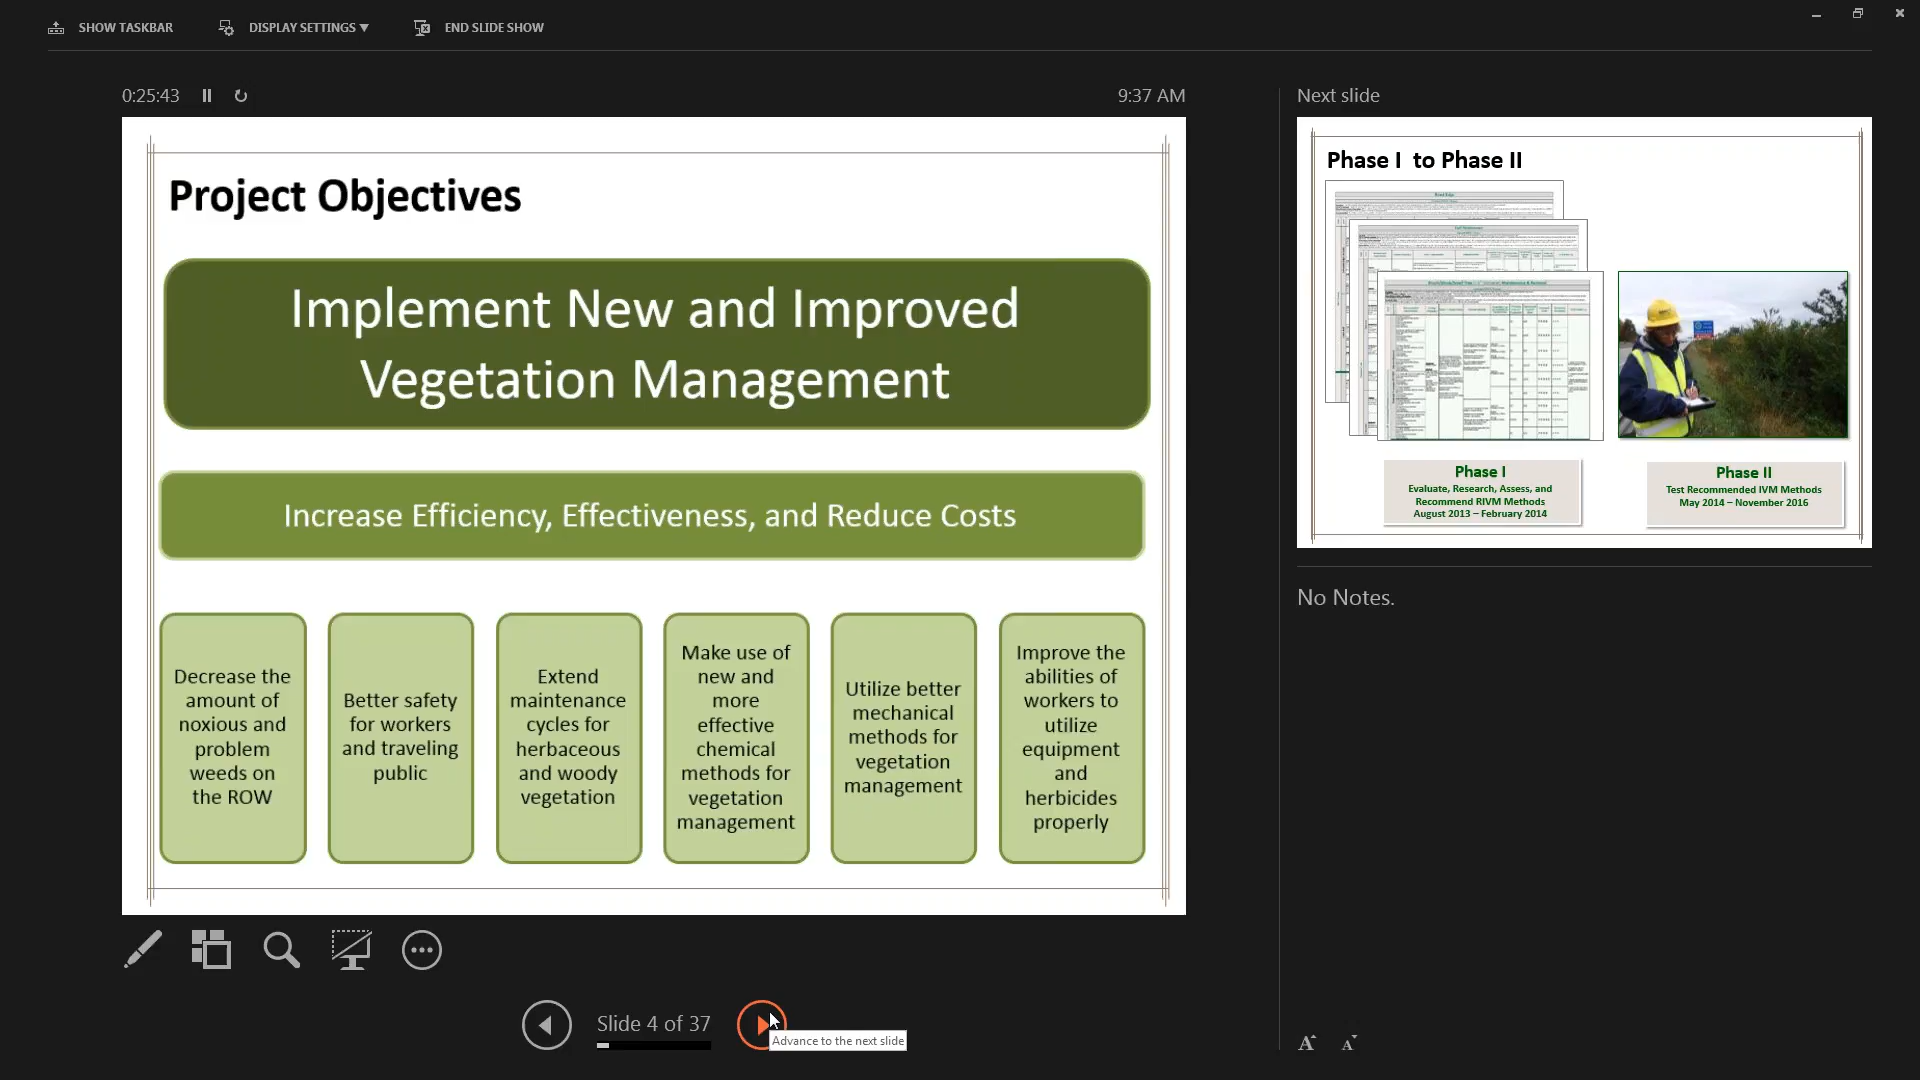 SHOW TASKBAR
DISPLAY SETTINGS ▼
END SLIDE SHOW
0:25:43
9:37 AM
Project Objectives
Implement New and Improved
Vegetation Management
Increase Efficiency, Effectiveness, and Reduce Costs
Decrease the
amount of
noxious and
problem
weeds on
the ROW
Better safety
for workers
and traveling
public
Extend
maintenance
cycles for
herbaceous
and woody
vegetation
Make use of
new and
more
effective
chemical
methods for
vegetation
management
Utilize better
mechanical
methods for
vegetation
management
Improve the
abilities of
workers to
utilize
equipment
and
herbicides
properly
Slide 4 of 37
Advance to the next slide
Next slide
Phase I to Phase II
Phase I
Evaluate, Research, Assess, and
Recommend RIVM Methods
August 2013 – February 2014
Phase II
Test Recommended IVM Methods
May 2014 – November 2016
No Notes.
A A